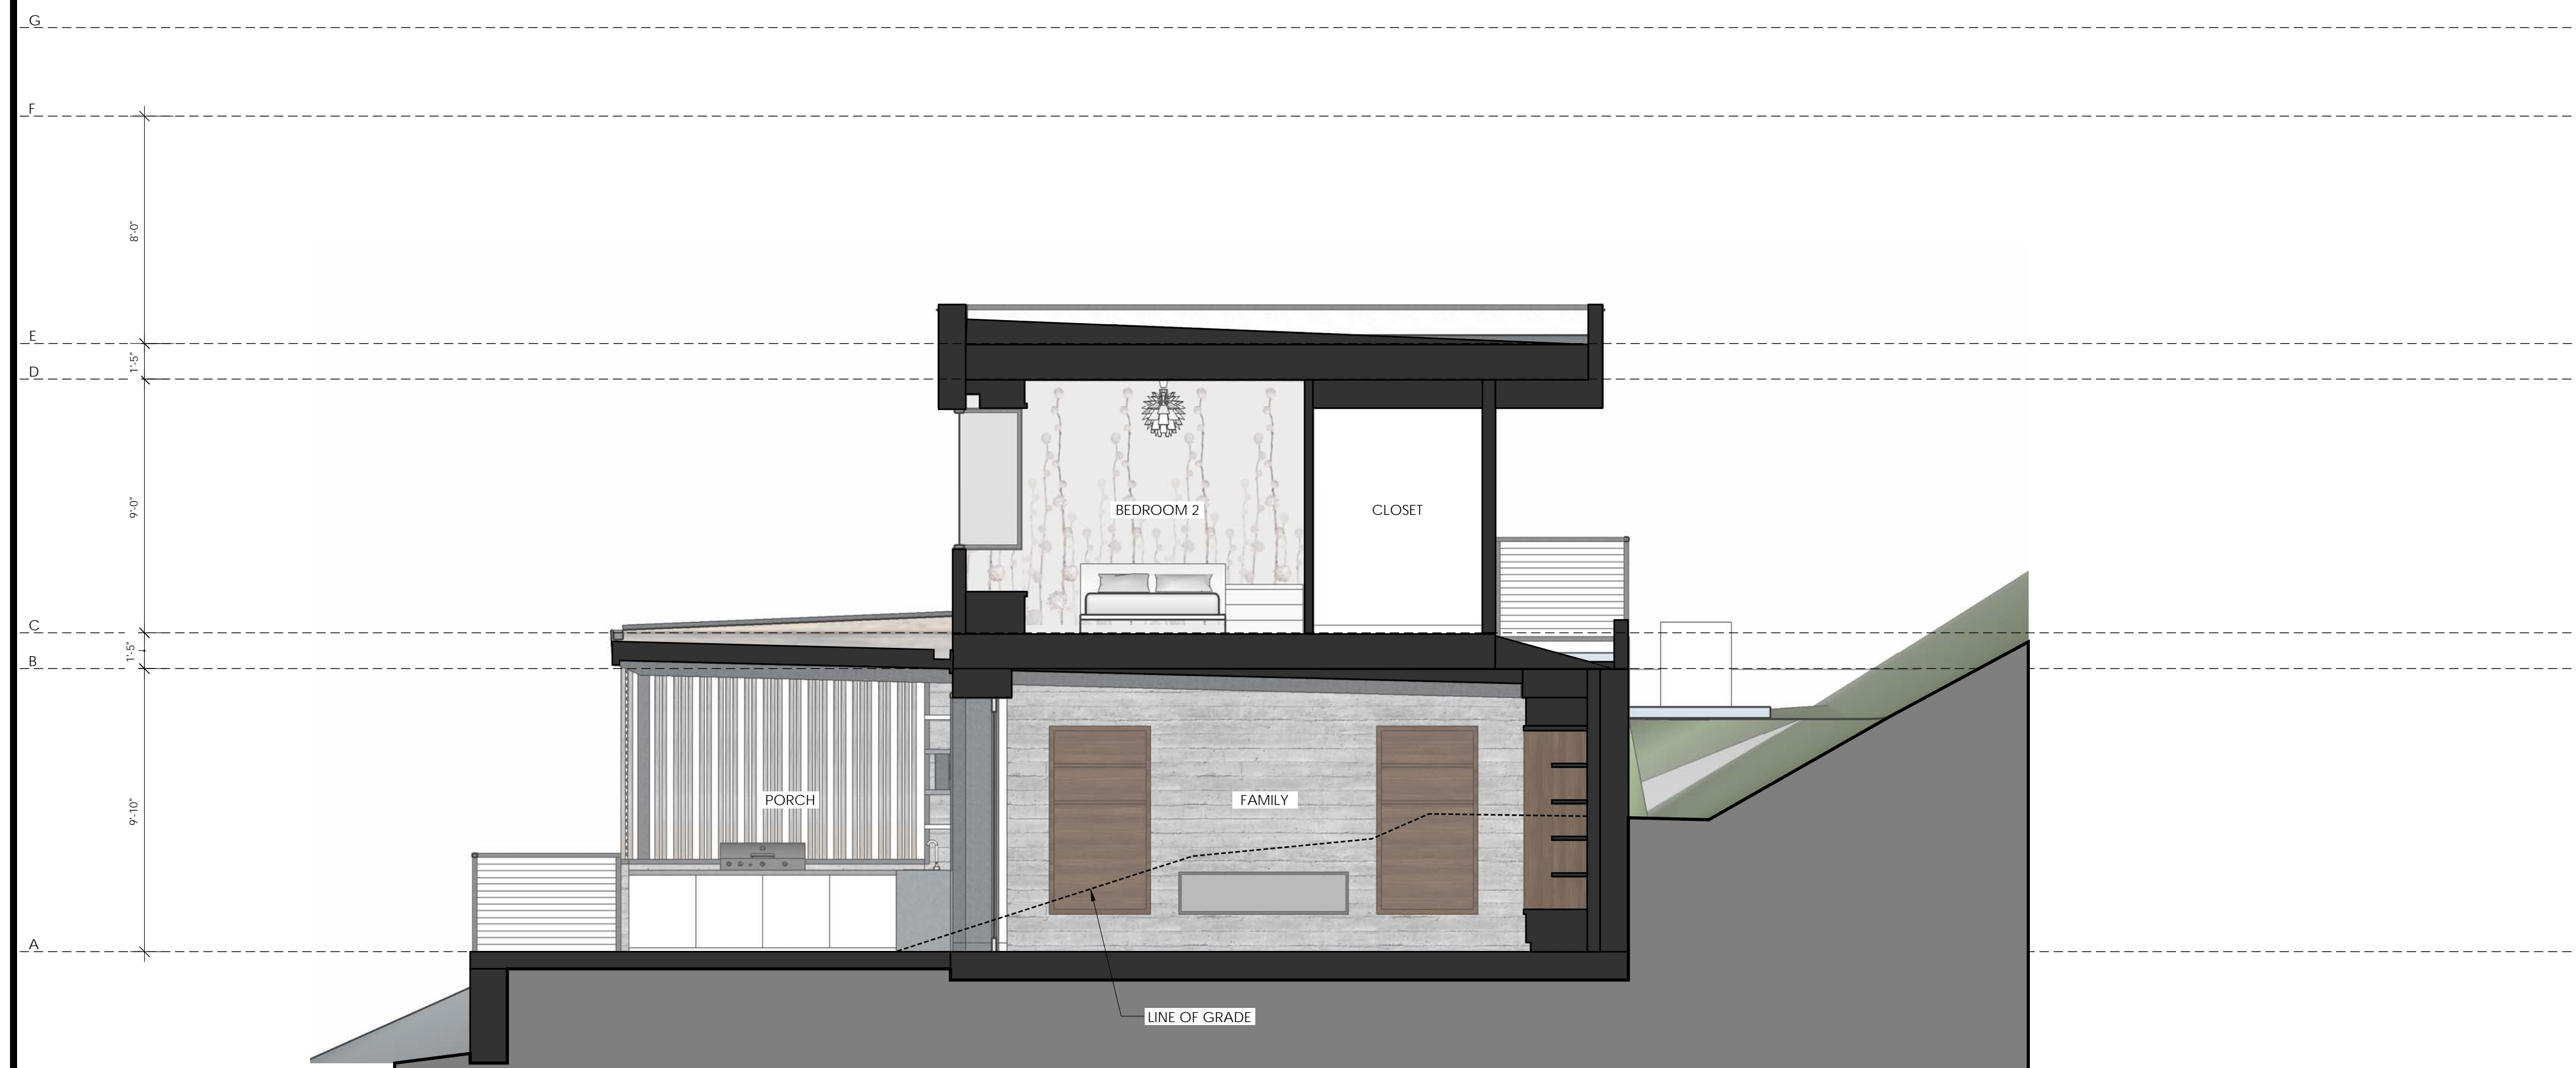 G
F
8'-0"
E
1'-5"
D
9'-0"
BEDROOM 2
CLOSET
C
1'-5"
B
9'-10"
PORCH
FAMILY
A
LINE OF GRADE